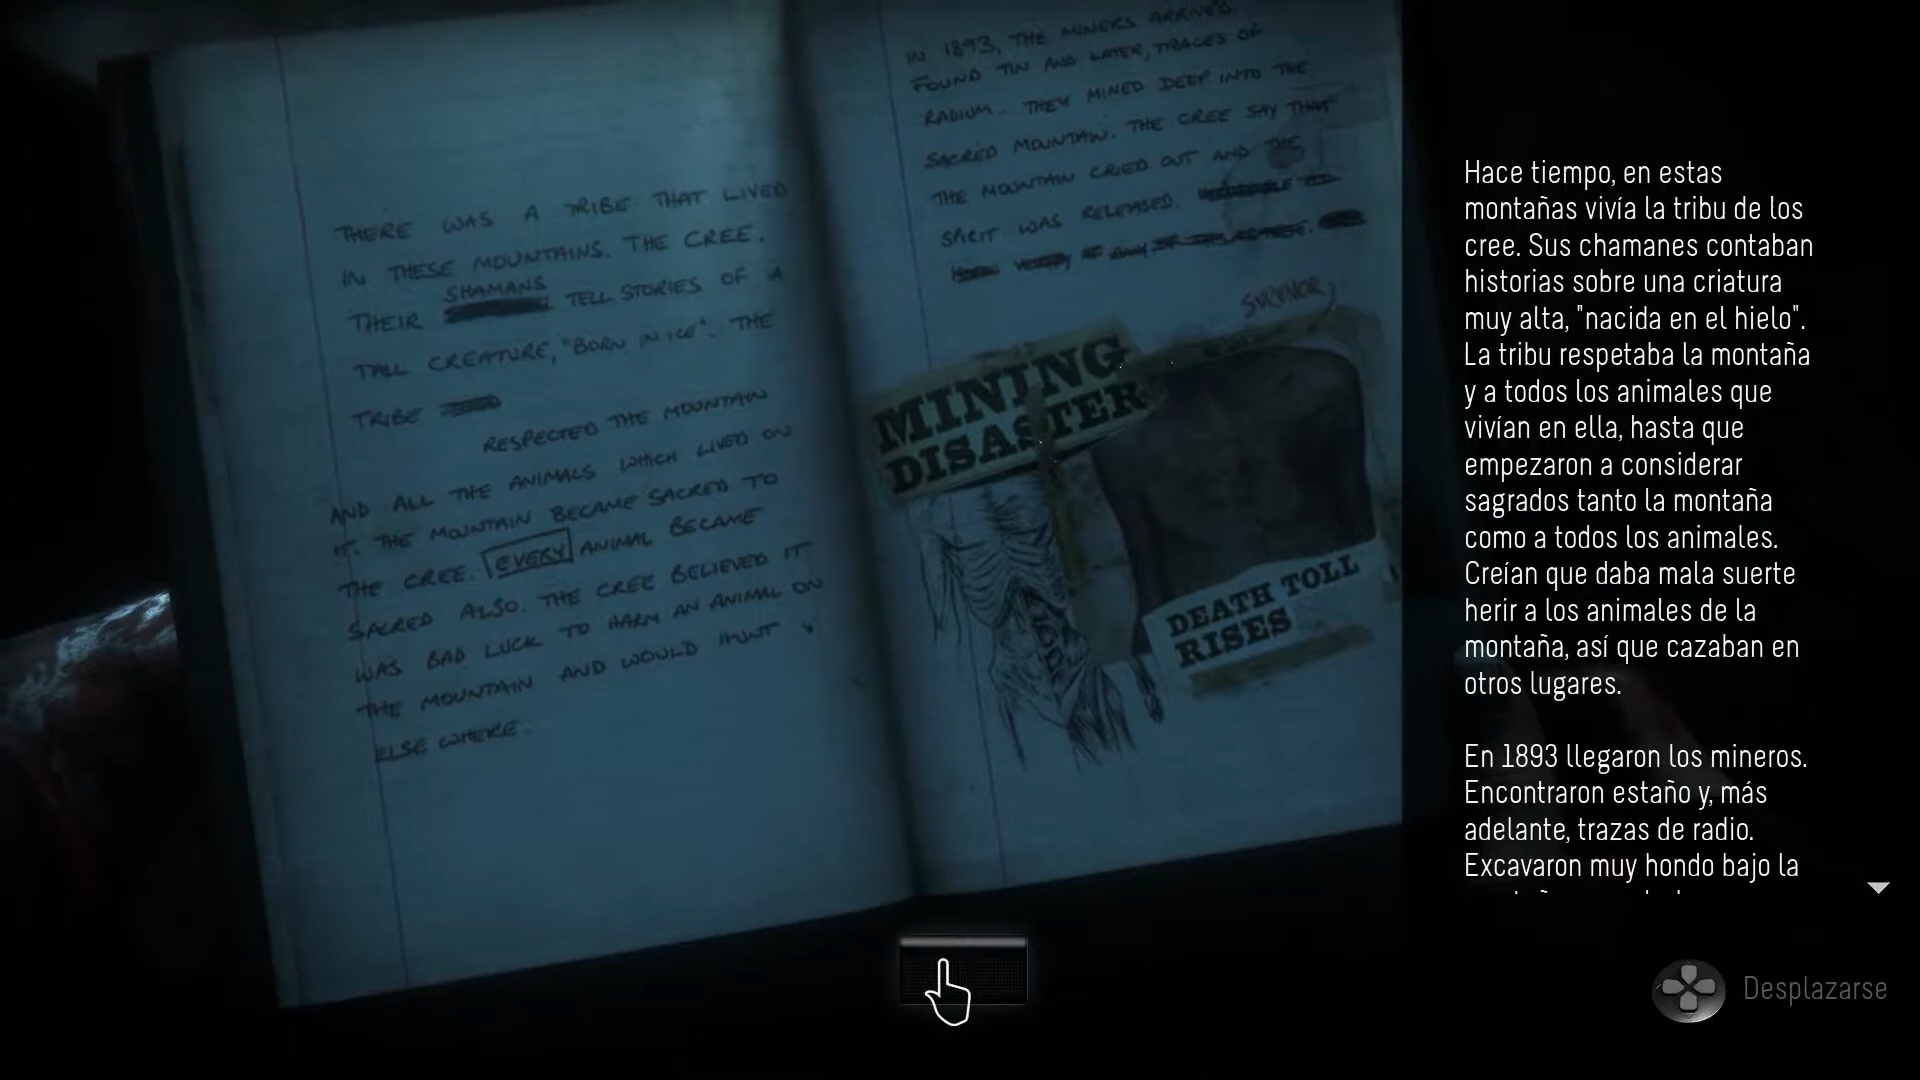 THERE WAS A TRIBE THAT LIVED
IN THESE MOUNTAINS. THE CREE.
SHAMANS
THEIR TELL STORIES OF A
TALL CREATURE, "BORN IN ICE". THE
TRIBE
RESPECTED THE MOUNTAIN
AND ALL THE ANIMALS WHICH LIVED ON
IT. THE MOUNTAIN BECAME SACRED TO
THE CREE. EVERY ANIMAL BECAME
SACRED ALSO. THE CREE BELIEVED IT
WAS BAD LUCK TO HARM AN ANIMAL ON
THE MOUNTAIN AND WOULD HUNT
ELSE WHERE.
IN 1893, THE MINERS ARRIVED.
FOUND TIN AND LATER, TRACES OF
RADIUM. THEY MINED DEEP INTO THE
SACRED MOUNTAIN. THE CREE SAY THAT
THE MOUNTAIN CRIED OUT AND THE
SPIRIT WAS RELEASED.
SURVIVOR
MINING
DISASTER
DEATH TOLL
RISES
Hace tiempo, en estas
montañas vivía la tribu de los
cree. Sus chamanes contaban
historias sobre una criatura
muy alta, "nacida en el hielo".
La tribu respetaba la montaña
y a todos los animales que
vivían en ella, hasta que
empezaron a considerar
sagrados tanto la montaña
como a todos los animales.
Creían que daba mala suerte
herir a los animales de la
montaña, así que cazaban en
otros lugares.
En 1893 llegaron los mineros.
Encontraron estaño y, más
adelante, trazas de radio.
Excavaron muy hondo bajo la
Desplazarse